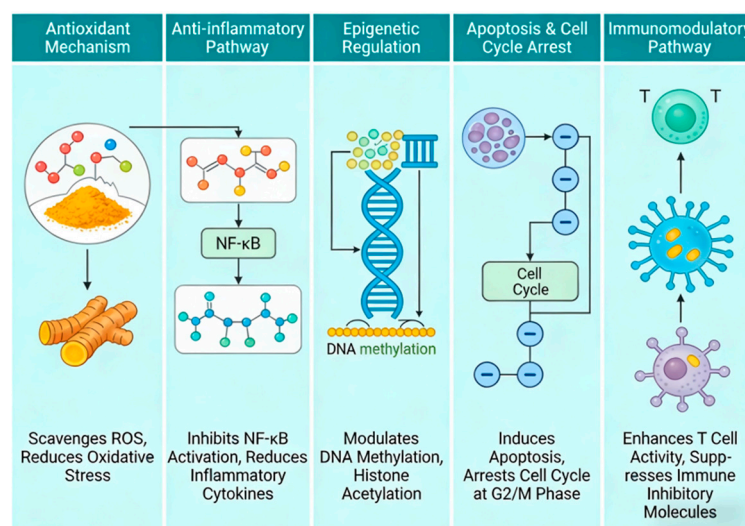 Antioxidant
Mechanism
Anti-inflammatory
Pathway
Epigenetic
Regulation
Apoptosis & Cell
Cycle Arrest
Immunomodulatory
Pathway
NF-κB
DNA methylation
Cell
Cycle
T T
Scavenges ROS,
Reduces Oxidative
Stress
Inhibits NF-κB
Activation, Reduces
Inflammatory
Cytokines
Modulates
DNA Methylation,
Histone
Acetylation
Induces
Apoptosis,
Arrests Cell Cycle
at G2/M Phase
Enhances T Cell
Activity, Supp-
resses Immune
Inhibitory
Molecules